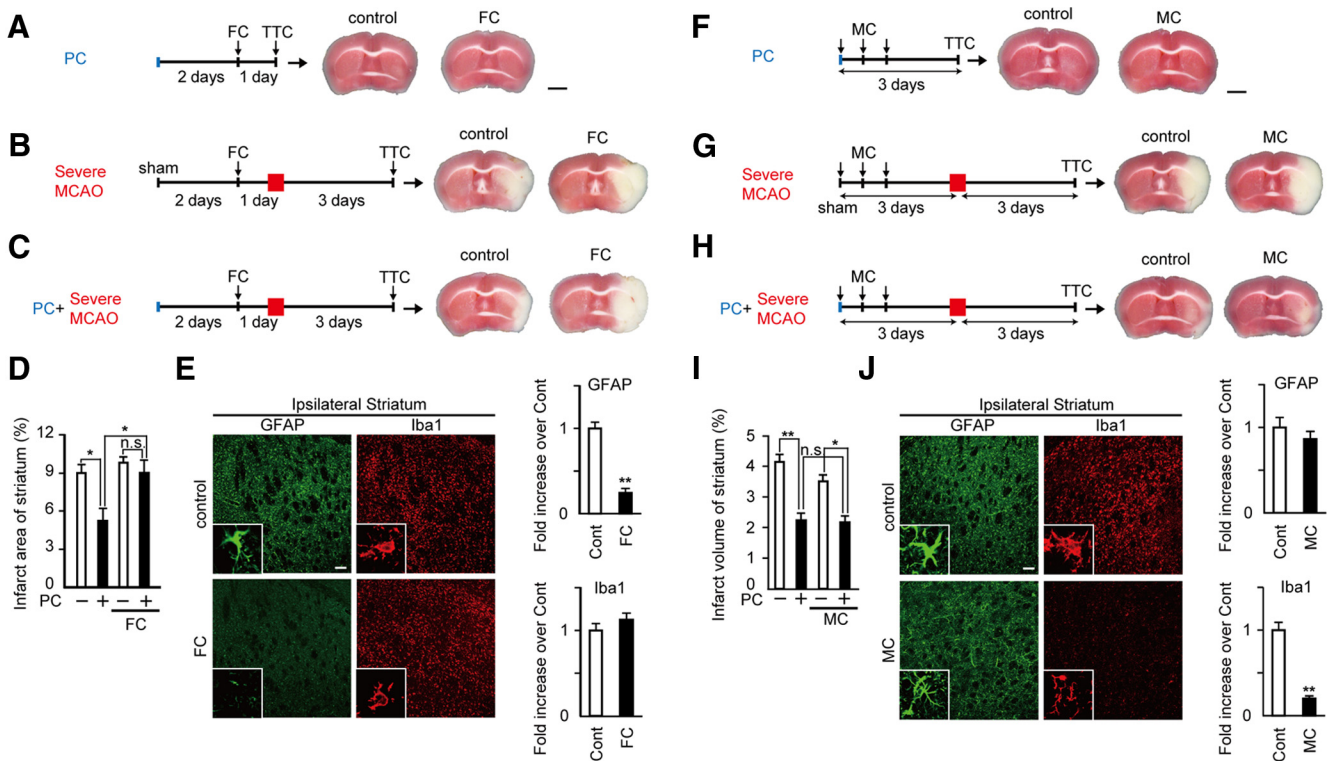 A
PC
FC
TTC
2 days
1 day
control
FC
B
Severe
MCAO
sham
FC
TTC
2 days
1 day
3 days
control
FC
C
PC+ Severe
MCAO
FC
TTC
2 days
1 day
3 days
control
FC
D
Infarct area of striatum (%)
12
9
6
3
0
*
*
n.s.
PC − + − +
FC
E
Ipsilateral Striatum
GFAP
Iba1
control
FC
Fold increase over Cont
GFAP
1
0
**
Cont
FC
Fold increase over Cont
Iba1
1
0
Cont
FC
F
PC
MC
TTC
3 days
control
MC
G
Severe
MCAO
MC
TTC
sham
3 days
3 days
control
MC
H
PC+ Severe
MCAO
MC
TTC
3 days
3 days
control
MC
I
Infarct volume of striatum (%)
5
4
3
2
1
0
**
n.s
*
PC − + − +
MC
J
Ipsilateral Striatum
GFAP
Iba1
control
MC
Fold increase over Cont
GFAP
1
0
Cont
MC
Fold increase over Cont
Iba1
1
0
**
Cont
MC